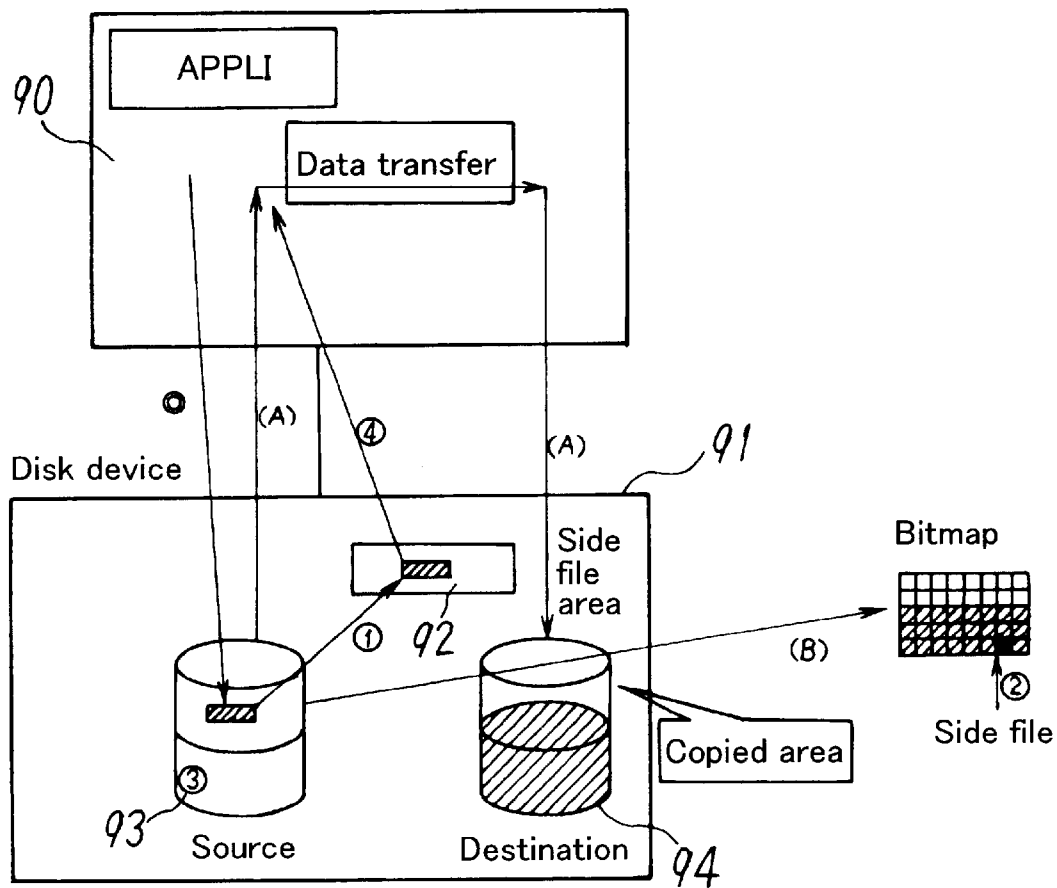 APPLI
90
Data transfer
(A)
④
(A)
91
Disk device
Side
file
area
Bitmap
92
①
(B)
②
Side file
Copied area
③
93
Source
Destination
94